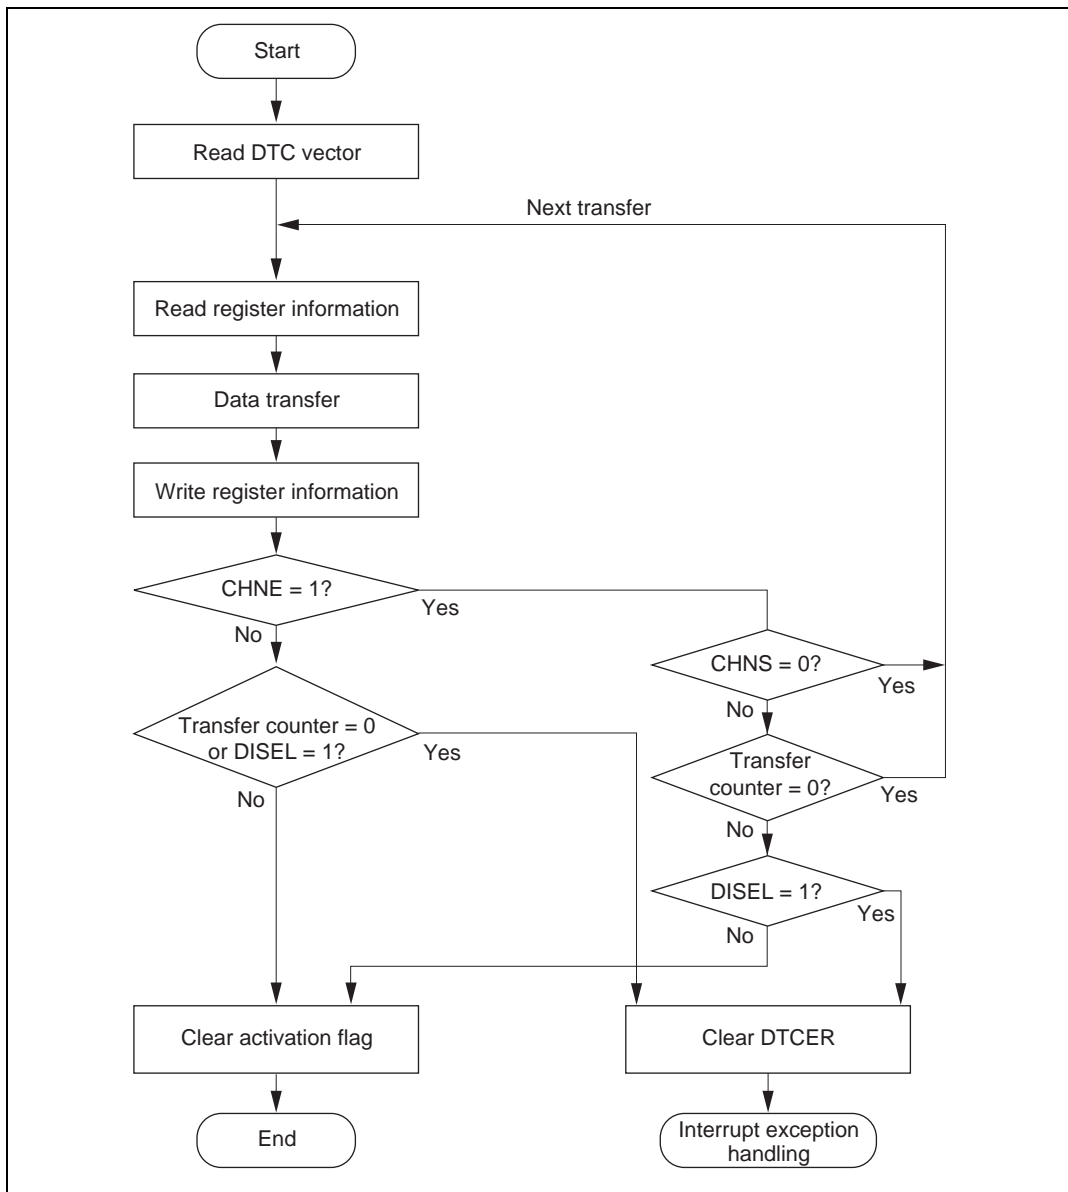 Start
Read DTC vector
Next transfer
Read register information
Data transfer
Write register information
CHNE = 1?
Yes
No
CHNS = 0?
Yes
No
Transfer counter = 0
or DISEL = 1?
Yes
No
Transfer
counter = 0?
Yes
No
DISEL = 1?
Yes
No
Clear activation flag
Clear DTCER
End
Interrupt exception
handling